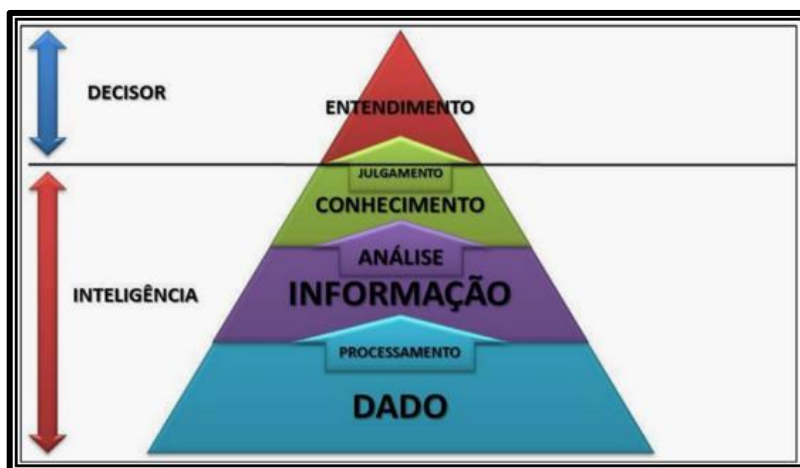 DECISOR
ENTENDIMENTO
JULGAMENTO
CONHECIMENTO
ANÁLISE
INTELIGÊNCIA
INFORMAÇÃO
PROCESSAMENTO
DADO